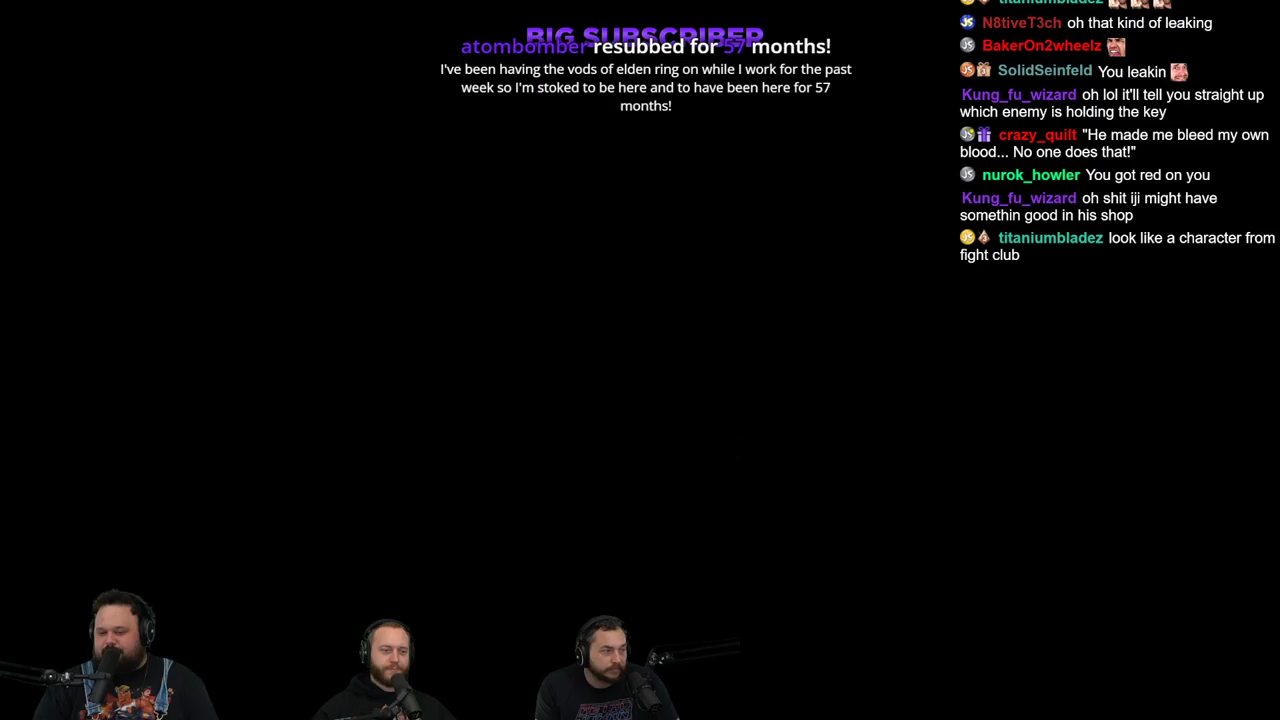 BIG SUBSCRIBER
atombomber resubbed for 57 months!
I've been having the vods of elden ring on while I work for the past
week so I'm stoked to be here and to have been here for 57
months!
titaniumbladez
N8tiveT3ch oh that kind of leaking
BakerOn2wheelz
SolidSeinfeld You leakin
Kung_fu_wizard oh lol it'll tell you straight up
which enemy is holding the key
crazy_quilt "He made me bleed my own
blood... No one does that!"
nurok_howler You got red on you
Kung_fu_wizard oh shit iji might have
somethin good in his shop
titaniumbladez look like a character from
fight club